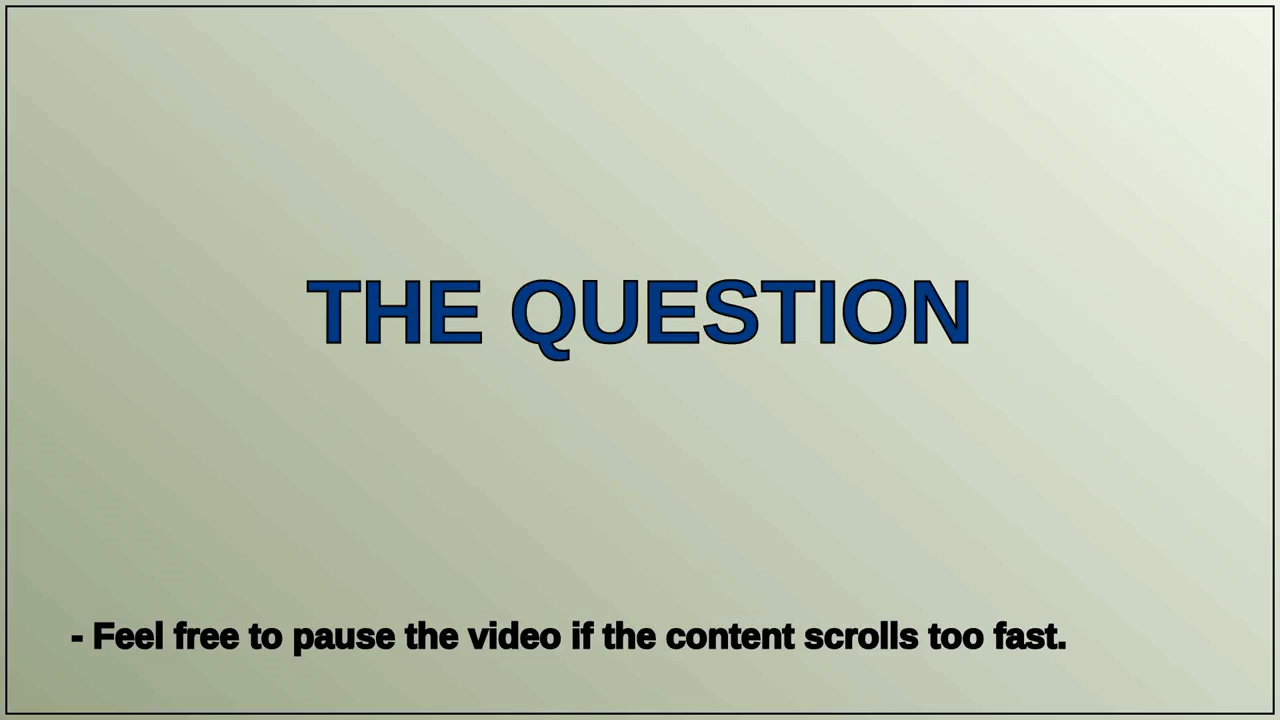 THE QUESTION
- Feel free to pause the video if the content scrolls too fast.